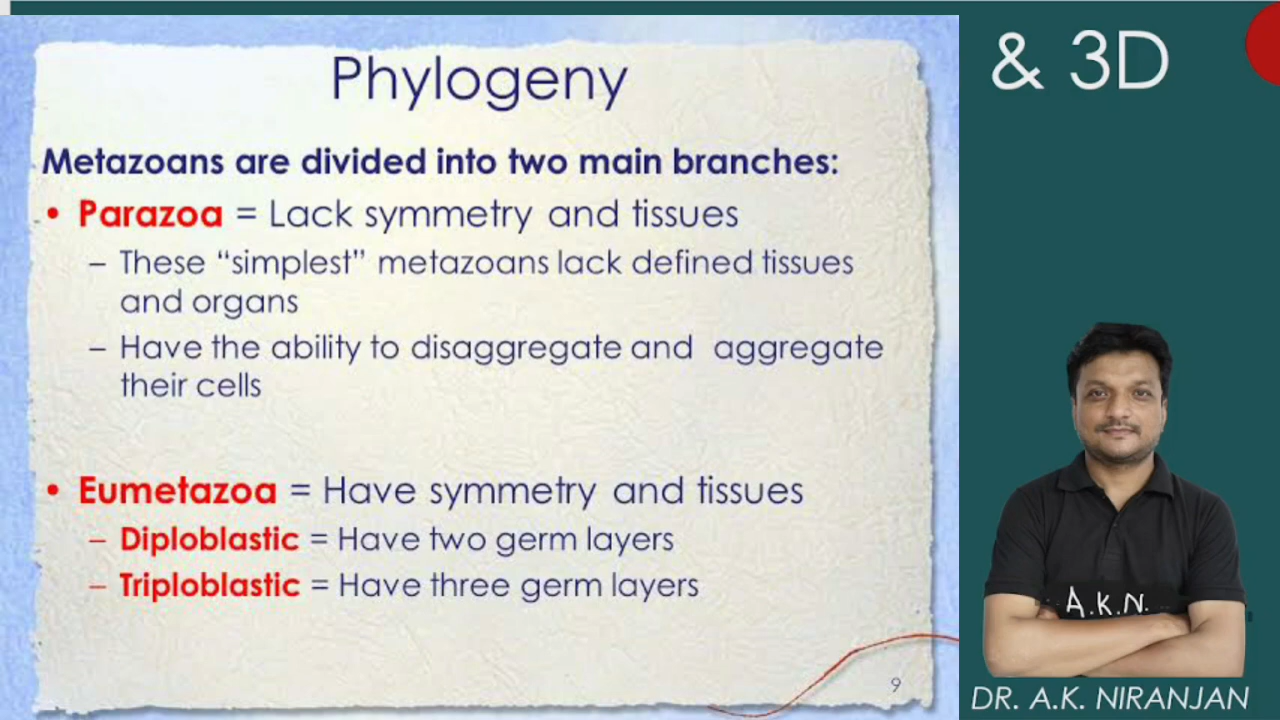 Phylogeny
Metazoans are divided into two main branches:
• Parazoa = Lack symmetry and tissues
– These “simplest” metazoans lack defined tissues
and organs
– Have the ability to disaggregate and aggregate
their cells
• Eumetazoa = Have symmetry and tissues
– Diploblastic = Have two germ layers
– Triploblastic = Have three germ layers
9
& 3D
A.K.N.
DR. A.K. NIRANJAN